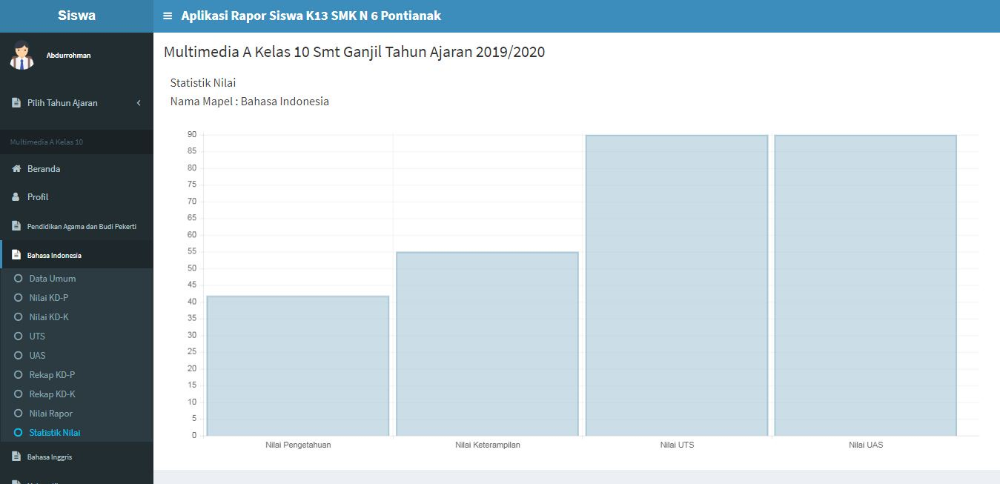 Siswa
Aplikasi Rapor Siswa K13 SMK N 6 Pontianak
Abdurrohman
Pilih Tahun Ajaran
Multimedia A Kelas 10
Beranda
Profil
Pendidikan Agama dan Budi Pekerti
Bahasa Indonesia
Data Umum
Nilai KD-P
Nilai KD-K
UTS
UAS
Rekap KD-P
Rekap KD-K
Nilai Rapor
Statistik Nilai
Bahasa Inggris
Multimedia A Kelas 10 Smt Ganjil Tahun Ajaran 2019/2020
Statistik Nilai
Nama Mapel : Bahasa Indonesia
90
85
80
75
70
65
60
55
50
45
40
35
30
25
20
15
10
5
0
Nilai Pengetahuan
Nilai Keterampilan
Nilai UTS
Nilai UAS